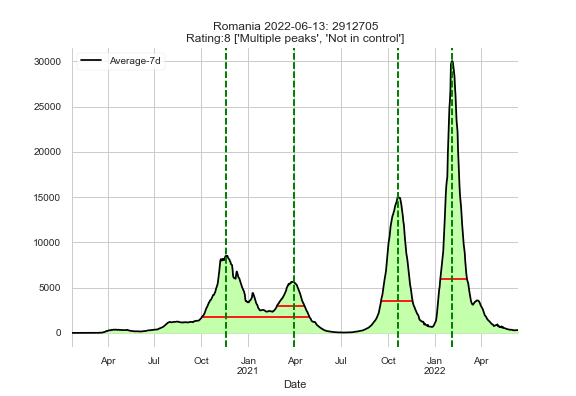 Romania 2022-06-13: 2912705
Rating:8 ['Multiple peaks', 'Not in control']
Average-7d
30000
25000
20000
15000
10000
5000
0
Apr Jul Oct Jan Apr Jul Oct Jan Apr
2021 2022
Date